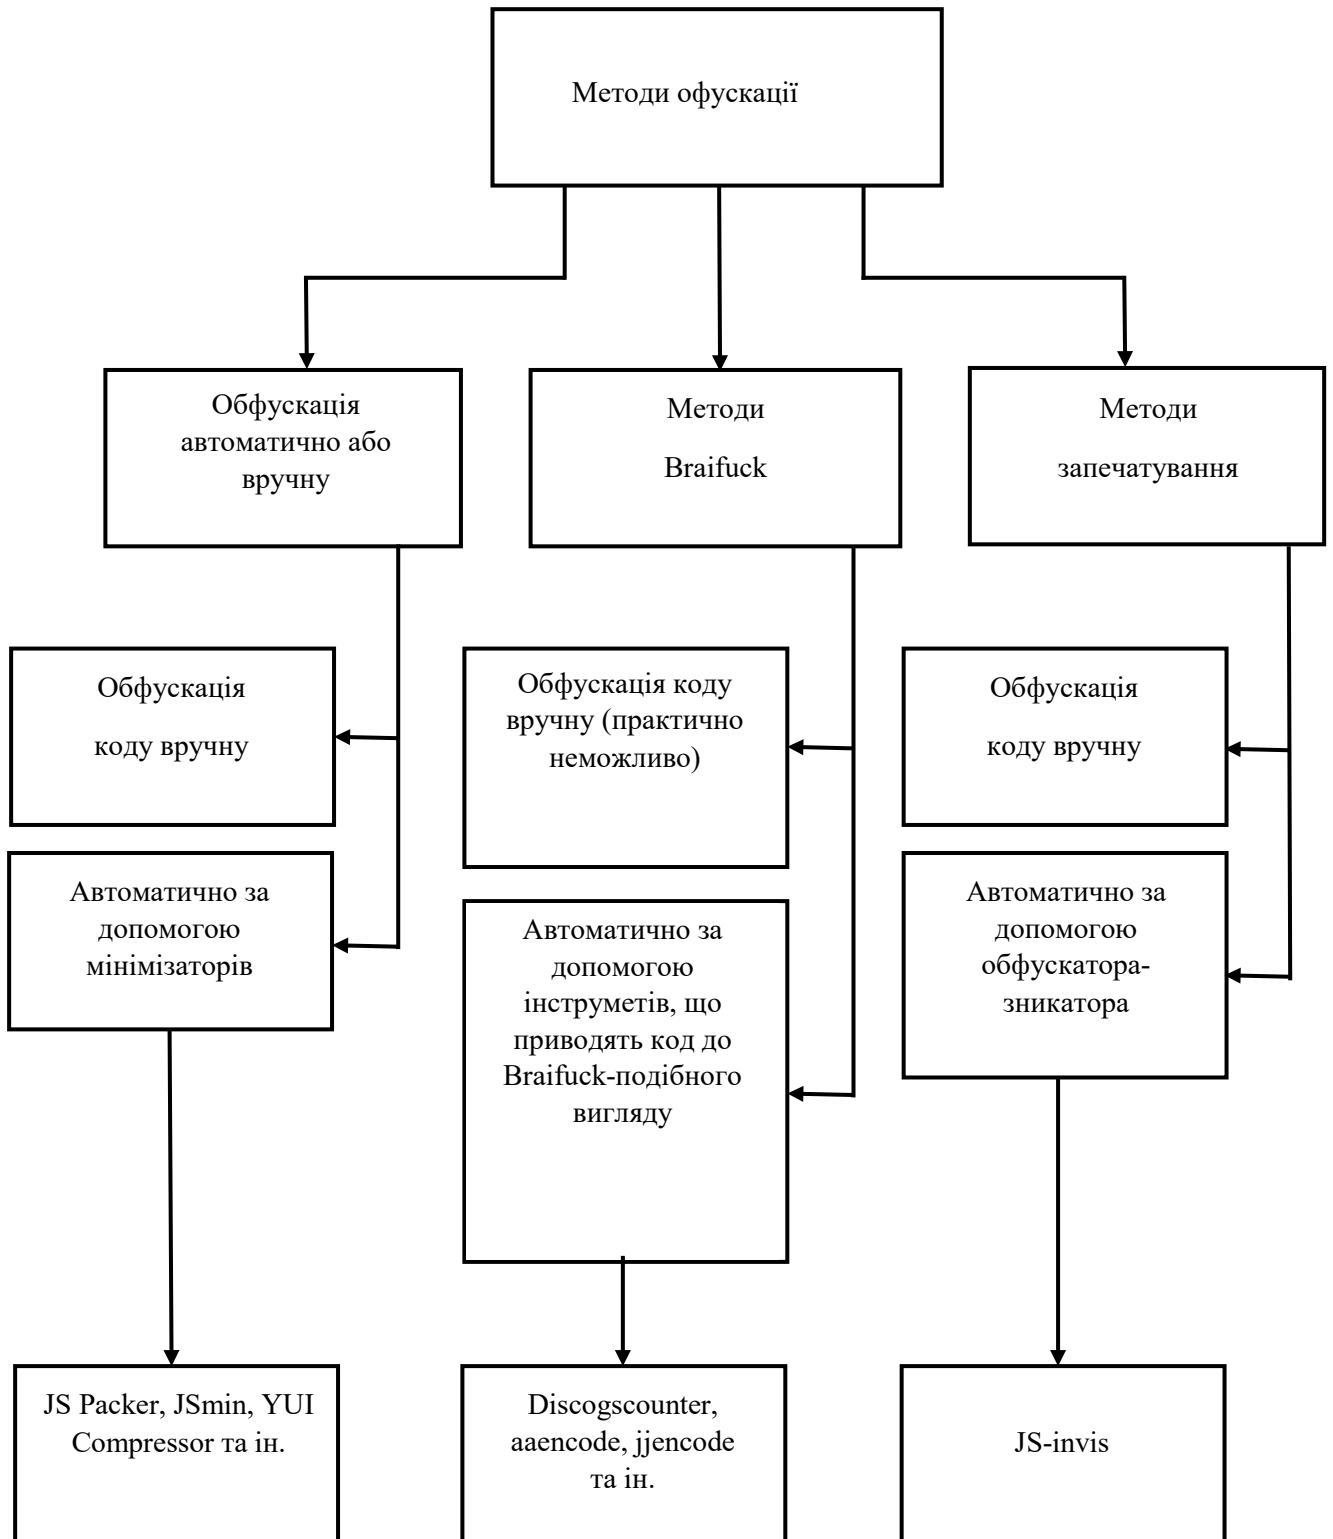 Методи офускації
Обфускація
автоматично або
вручну
Методи
Braifuck
Методи
запечатування
Обфускація
коду вручну
Обфускація коду
вручну (практично
неможливо)
Обфускація
коду вручну
Автоматично за
допомогою
мінімізаторів
Автоматично за
допомогою
інструметів, що
приводять код до
Braifuck-подібного
вигляду
Автоматично за
допомогою
обфускатора-
зникатора
JS Packer, JSmin, YUI
Compressor та ін.
Discogscounter,
aaencode, jjencode
та ін.
JS-invis